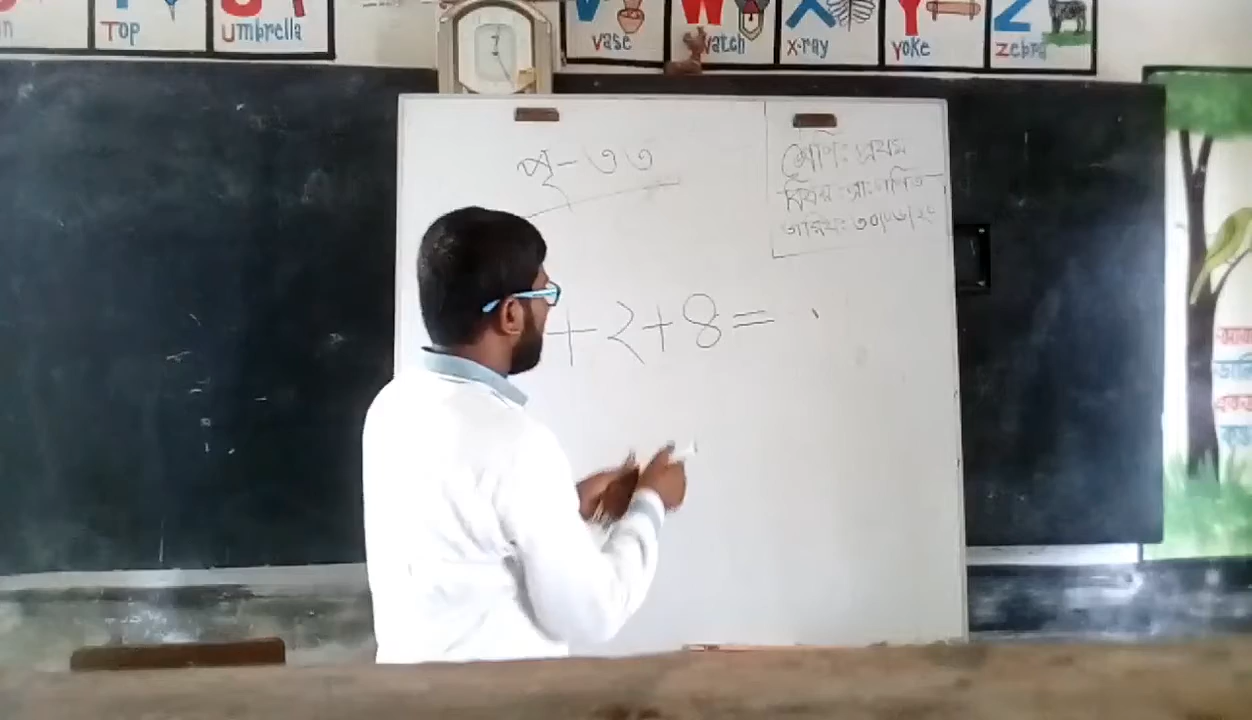 Top
Umbrella
V
Vase
W
Watch
X
X-ray
Y
Yoke
Z
Zebra
পৃ-৩৩
শ্রেণি: প্রথম
বিষয়: প্রা: গণিত
তারিখ:
+২+৪=